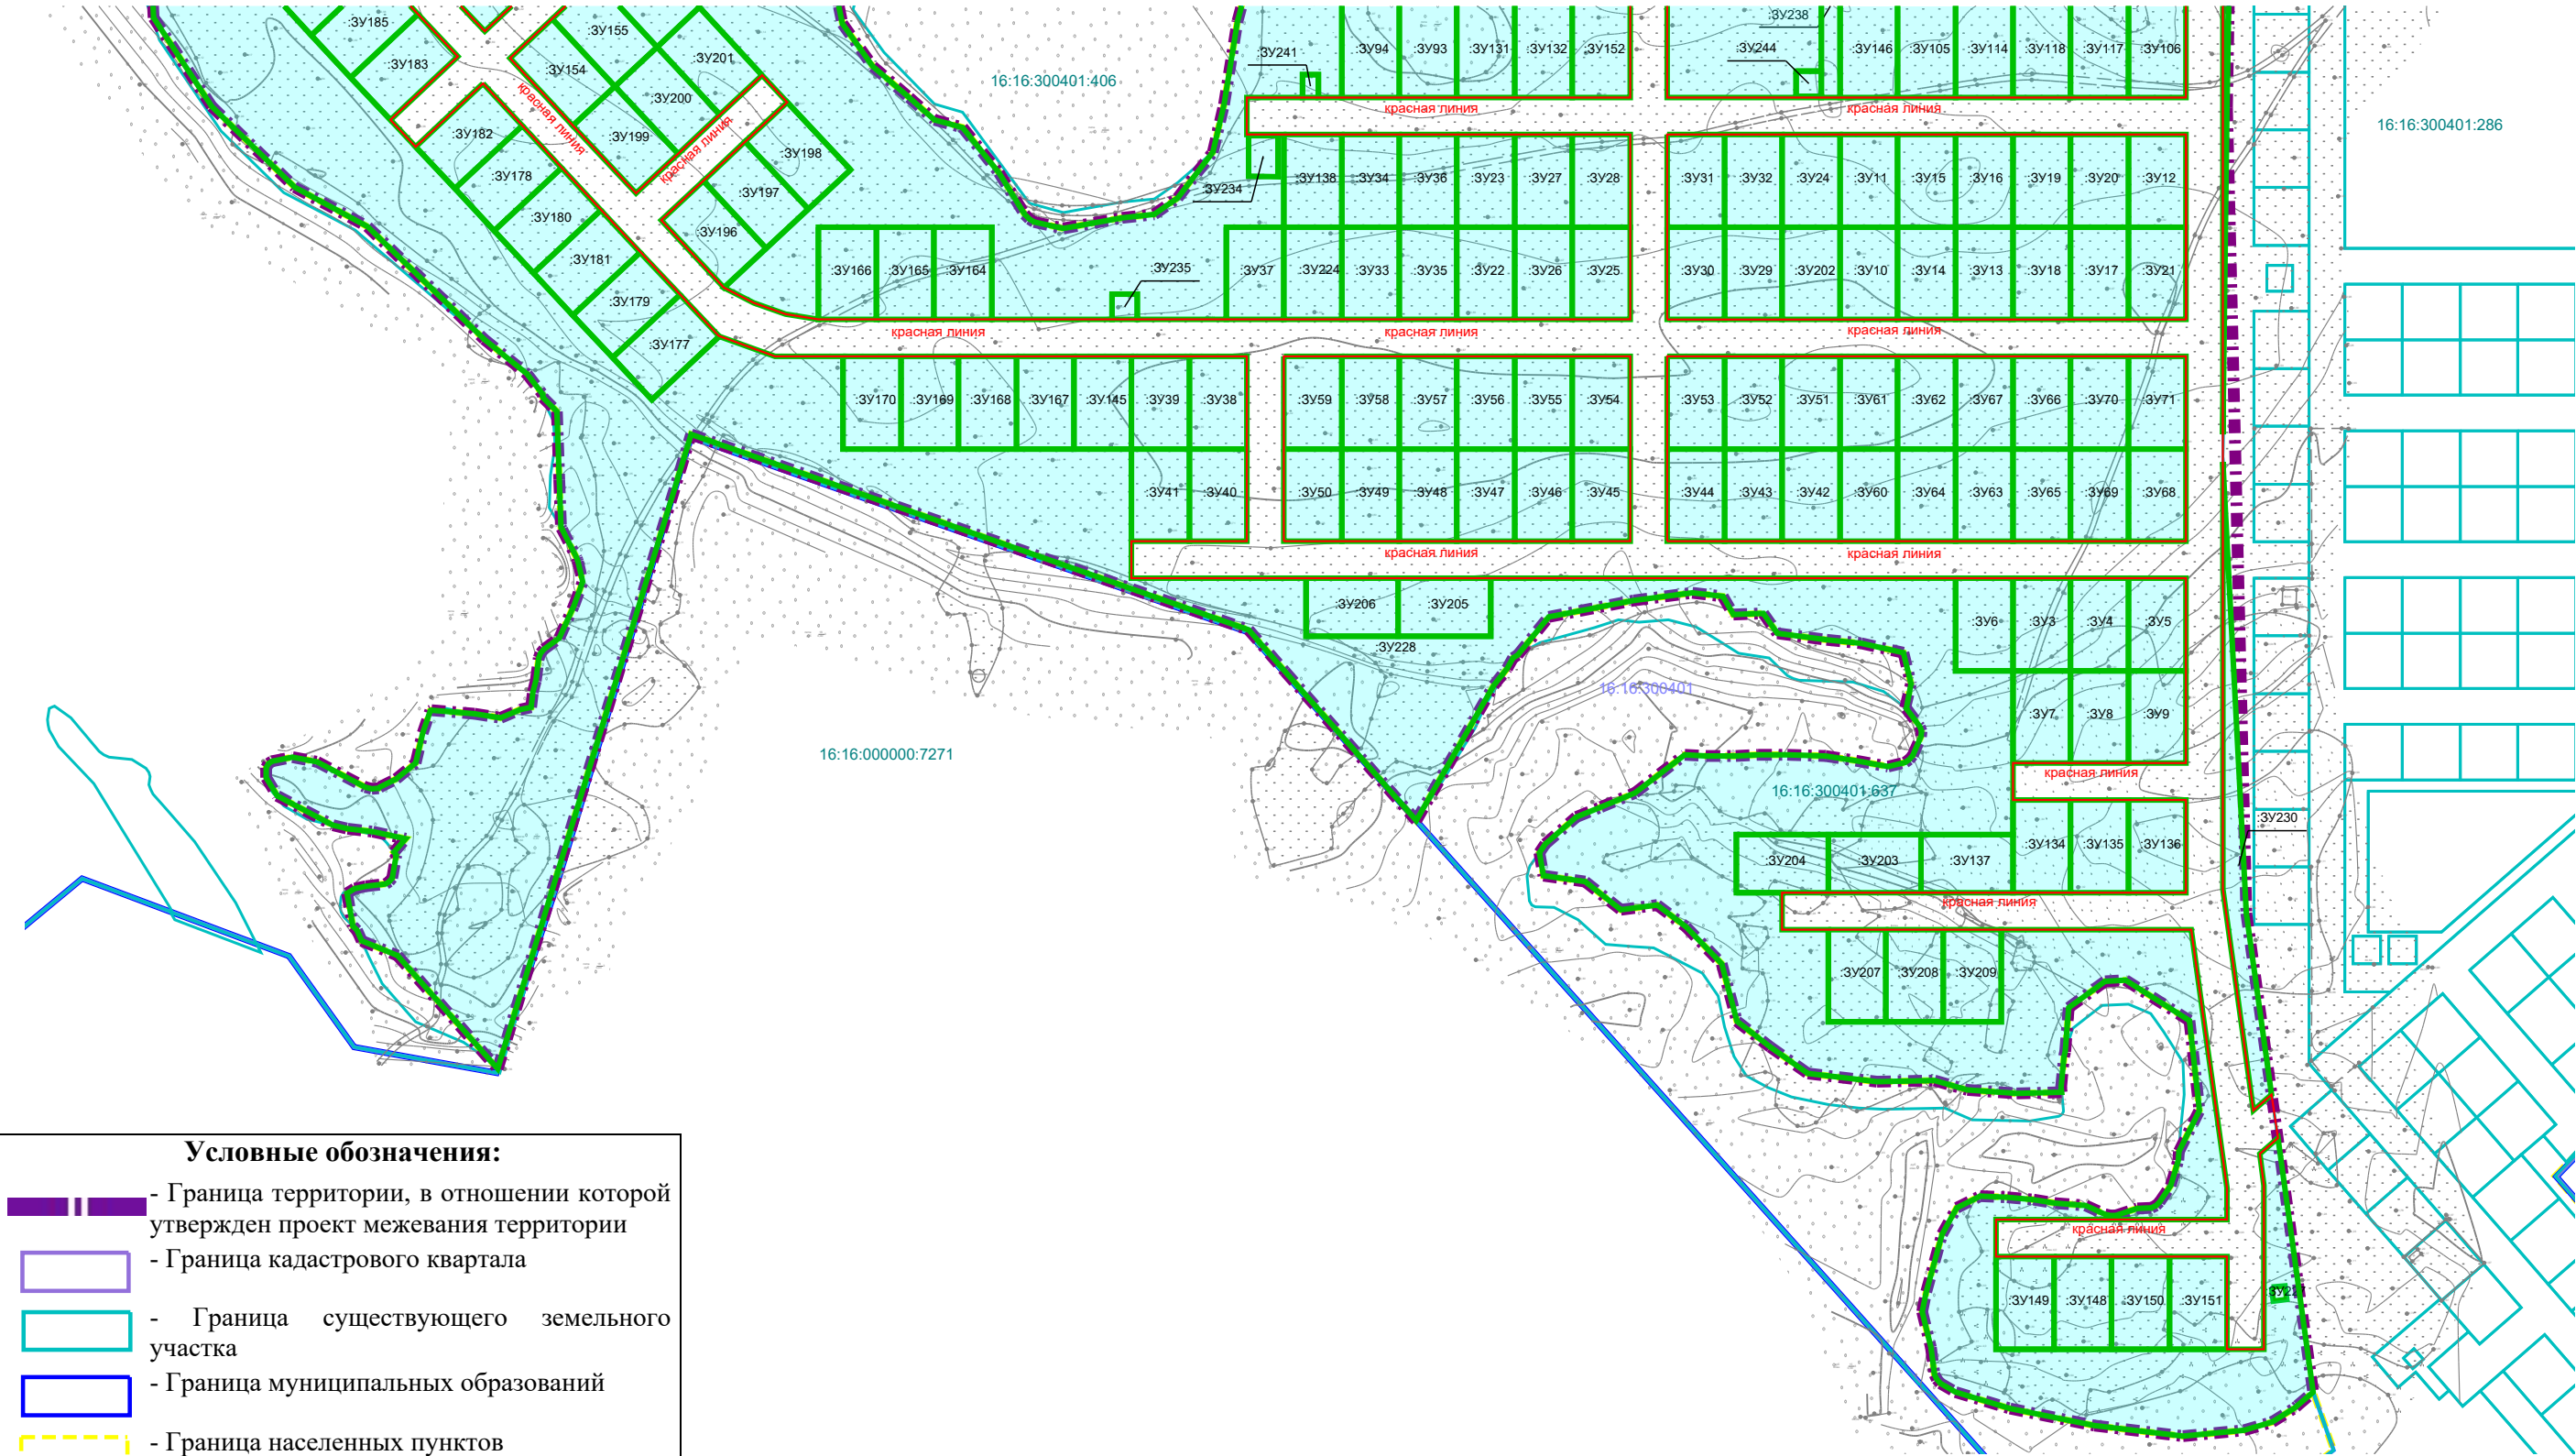 :ЗУ185
:ЗУ155
:ЗУ183
:ЗУ154
:ЗУ201
:ЗУ200
:ЗУ182
:ЗУ199
красная линия
красная линия
:ЗУ198
:ЗУ178
:ЗУ197
:ЗУ180
:ЗУ196
:ЗУ181
:ЗУ179
:ЗУ177
16:16:300401:406
:ЗУ241
:ЗУ94
:ЗУ93
:ЗУ131
:ЗУ132
:ЗУ152
:ЗУ238
:ЗУ244
:ЗУ146
:ЗУ105
:ЗУ114
:ЗУ118
:ЗУ117
:ЗУ106
красная линия
красная линия
16:16:300401:286
:ЗУ234
:ЗУ138
:ЗУ34
:ЗУ36
:ЗУ23
:ЗУ27
:ЗУ28
:ЗУ31
:ЗУ32
:ЗУ24
:ЗУ11
:ЗУ15
:ЗУ16
:ЗУ19
:ЗУ20
:ЗУ12
:ЗУ166
:ЗУ165
:ЗУ164
:ЗУ235
:ЗУ37
:ЗУ224
:ЗУ33
:ЗУ35
:ЗУ22
:ЗУ26
:ЗУ25
:ЗУ30
:ЗУ29
:ЗУ202
:ЗУ10
:ЗУ14
:ЗУ13
:ЗУ18
:ЗУ17
:ЗУ21
красная линия
красная линия
красная линия
:ЗУ170
:ЗУ169
:ЗУ168
:ЗУ167
:ЗУ145
:ЗУ39
:ЗУ38
:ЗУ59
:ЗУ58
:ЗУ57
:ЗУ56
:ЗУ55
:ЗУ54
:ЗУ53
:ЗУ52
:ЗУ51
:ЗУ61
:ЗУ62
:ЗУ67
:ЗУ66
:ЗУ70
:ЗУ71
:ЗУ41
:ЗУ40
:ЗУ50
:ЗУ49
:ЗУ48
:ЗУ47
:ЗУ46
:ЗУ45
:ЗУ44
:ЗУ43
:ЗУ42
:ЗУ60
:ЗУ64
:ЗУ63
:ЗУ65
:ЗУ69
:ЗУ68
красная линия
красная линия
:ЗУ206
:ЗУ205
:ЗУ228
:ЗУ6
:ЗУ3
:ЗУ4
:ЗУ5
16:16:300401
:ЗУ7
:ЗУ8
:ЗУ9
16:16:000000:7271
красная линия
16:16:300401:637
:ЗУ230
:ЗУ204
:ЗУ203
:ЗУ137
:ЗУ134
:ЗУ135
:ЗУ136
красная линия
:ЗУ207
:ЗУ208
:ЗУ209
красная линия
:ЗУ149
:ЗУ148
:ЗУ150
:ЗУ151
Условные обозначения:
- Граница территории, в отношении которой
утвержден проект межевания территории
- Граница кадастрового квартала
- Граница существующего земельного
участка
- Граница муниципальных образований
- Граница населенных пунктов